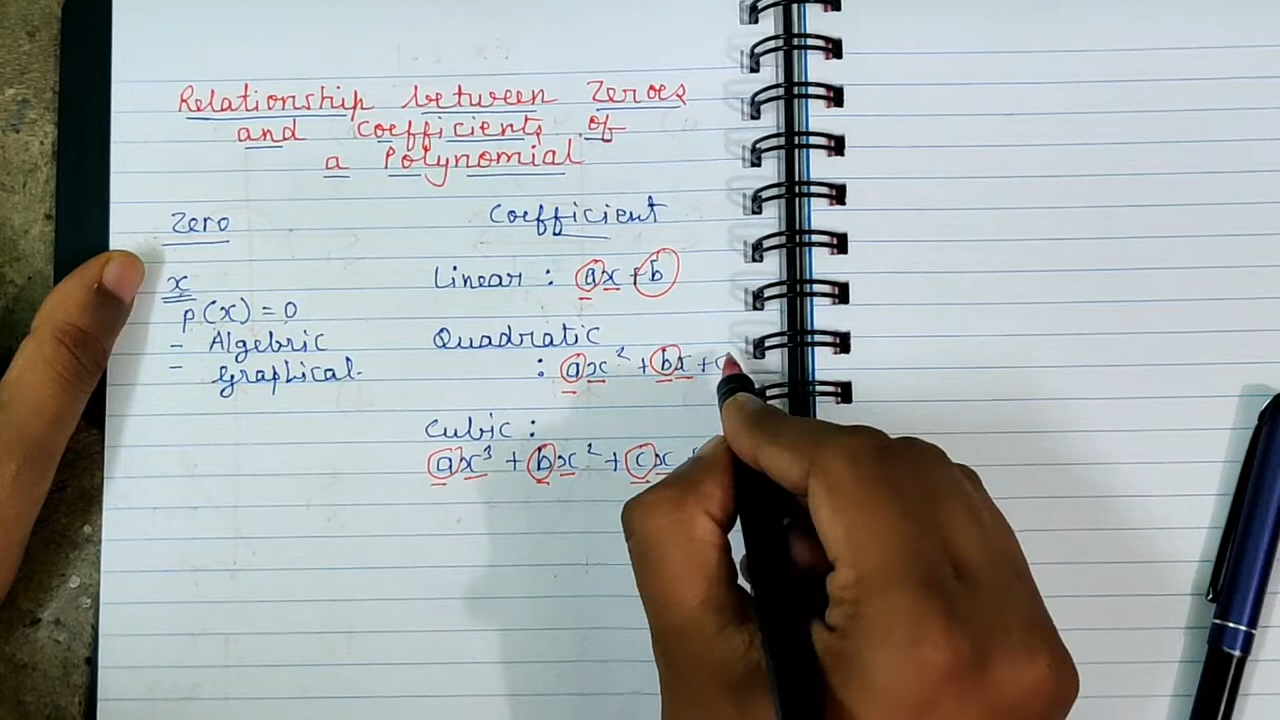 Relationship between Zeroes
and Coefficients of
a Polynomial
Zero
Coefficient
x
p(x) = 0
- Algebric
- Graphical.
Linear : ax + b
Quadratic
: ax² + bx + c
Cubic :
ax³ + bx² + cx